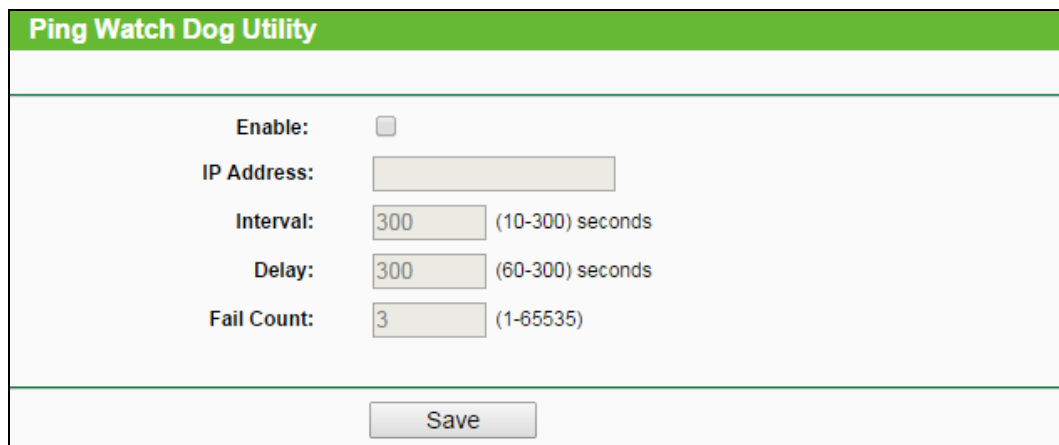 Ping Watch Dog Utility
Enable:
IP Address:
Interval: 300 (10-300) seconds
Delay: 300 (60-300) seconds
Fail Count: 3 (1-65535)
Save